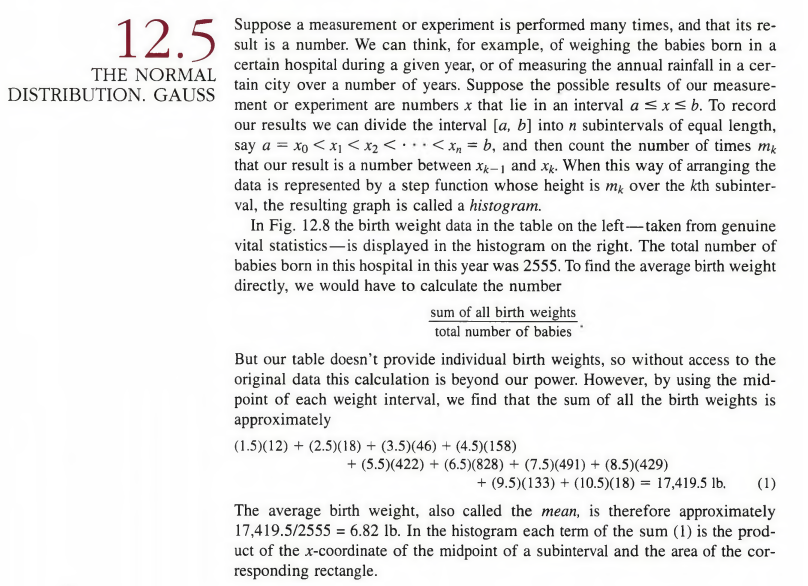 12.5
THE NORMAL
DISTRIBUTION. GAUSS
Suppose a measurement or experiment is performed many times, and that its re-
sult is a number. We can think, for example, of weighing the babies born in a
certain hospital during a given year, or of measuring the annual rainfall in a cer-
tain city over a number of years. Suppose the possible results of our measure-
ment or experiment are numbers x that lie in an interval a ≤ x ≤ b. To record
our results we can divide the interval [a, b] into n subintervals of equal length,
say a = x₀ < x₁ < x₂ < · · · < xₙ = b, and then count the number of times mₖ
that our result is a number between xₖ₋₁ and xₖ. When this way of arranging the
data is represented by a step function whose height is mₖ over the kth subinter-
val, the resulting graph is called a histogram.
In Fig. 12.8 the birth weight data in the table on the left—taken from genuine
vital statistics—is displayed in the histogram on the right. The total number of
babies born in this hospital in this year was 2555. To find the average birth weight
directly, we would have to calculate the number
sum of all birth weights
total number of babies .
But our table doesn't provide individual birth weights, so without access to the
original data this calculation is beyond our power. However, by using the mid-
point of each weight interval, we find that the sum of all the birth weights is
approximately
(1.5)(12) + (2.5)(18) + (3.5)(46) + (4.5)(158)
+ (5.5)(422) + (6.5)(828) + (7.5)(491) + (8.5)(429)
+ (9.5)(133) + (10.5)(18) = 17,419.5 lb. (1)
The average birth weight, also called the mean, is therefore approximately
17,419.5/2555 = 6.82 lb. In the histogram each term of the sum (1) is the prod-
uct of the x-coordinate of the midpoint of a subinterval and the area of the cor-
responding rectangle.